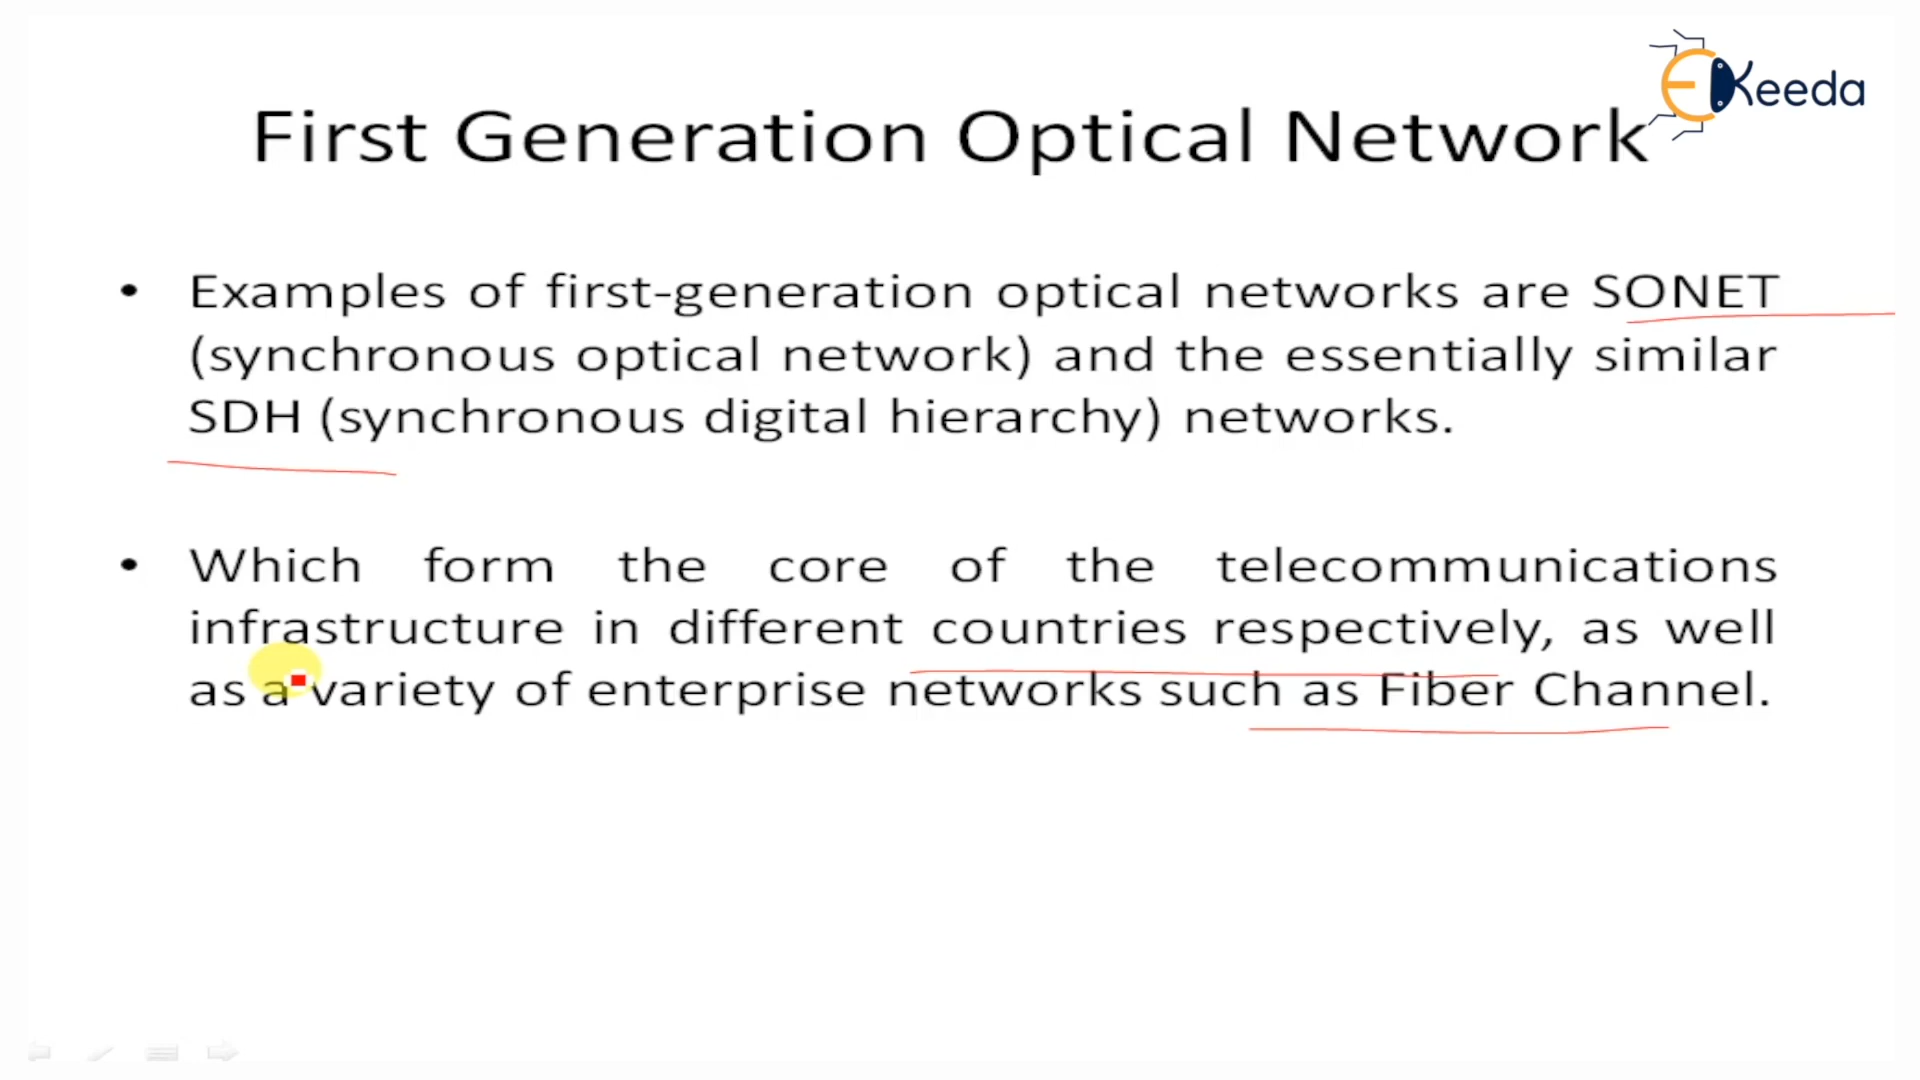 EKeeda
First Generation Optical Network
• Examples of first-generation optical networks are SONET
(synchronous optical network) and the essentially similar
SDH (synchronous digital hierarchy) networks.
• Which form the core of the telecommunications
infrastructure in different countries respectively, as well
as a variety of enterprise networks such as Fiber Channel.